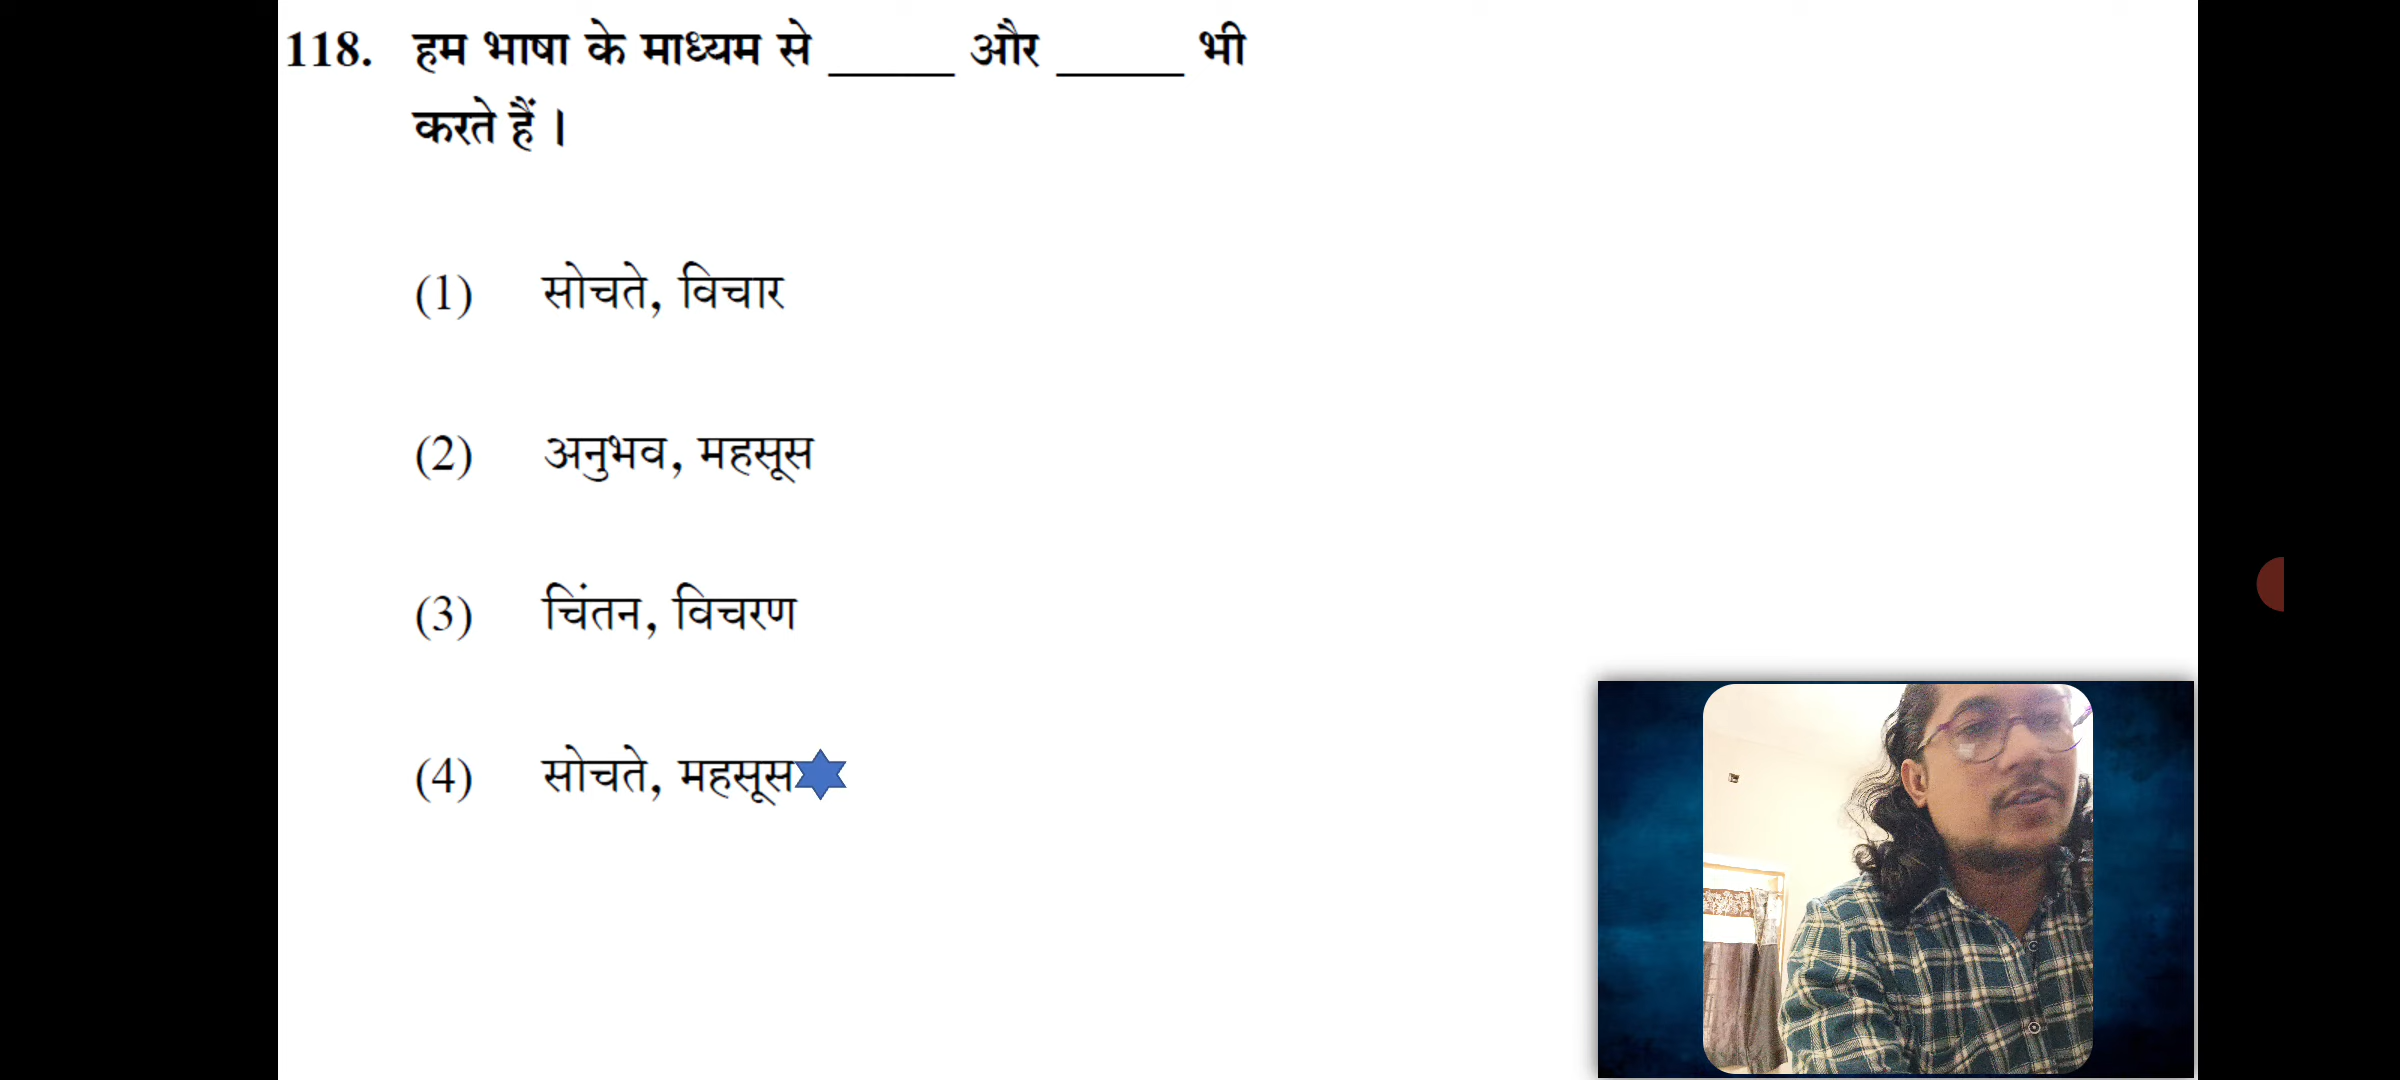 118. हम भाषा के माध्यम से _____ और _____ भी
करते हैं ।
(1) सोचते, विचार
(2) अनुभव, महसूस
(3) चिंतन, विचरण
(4) सोचते, महसूस